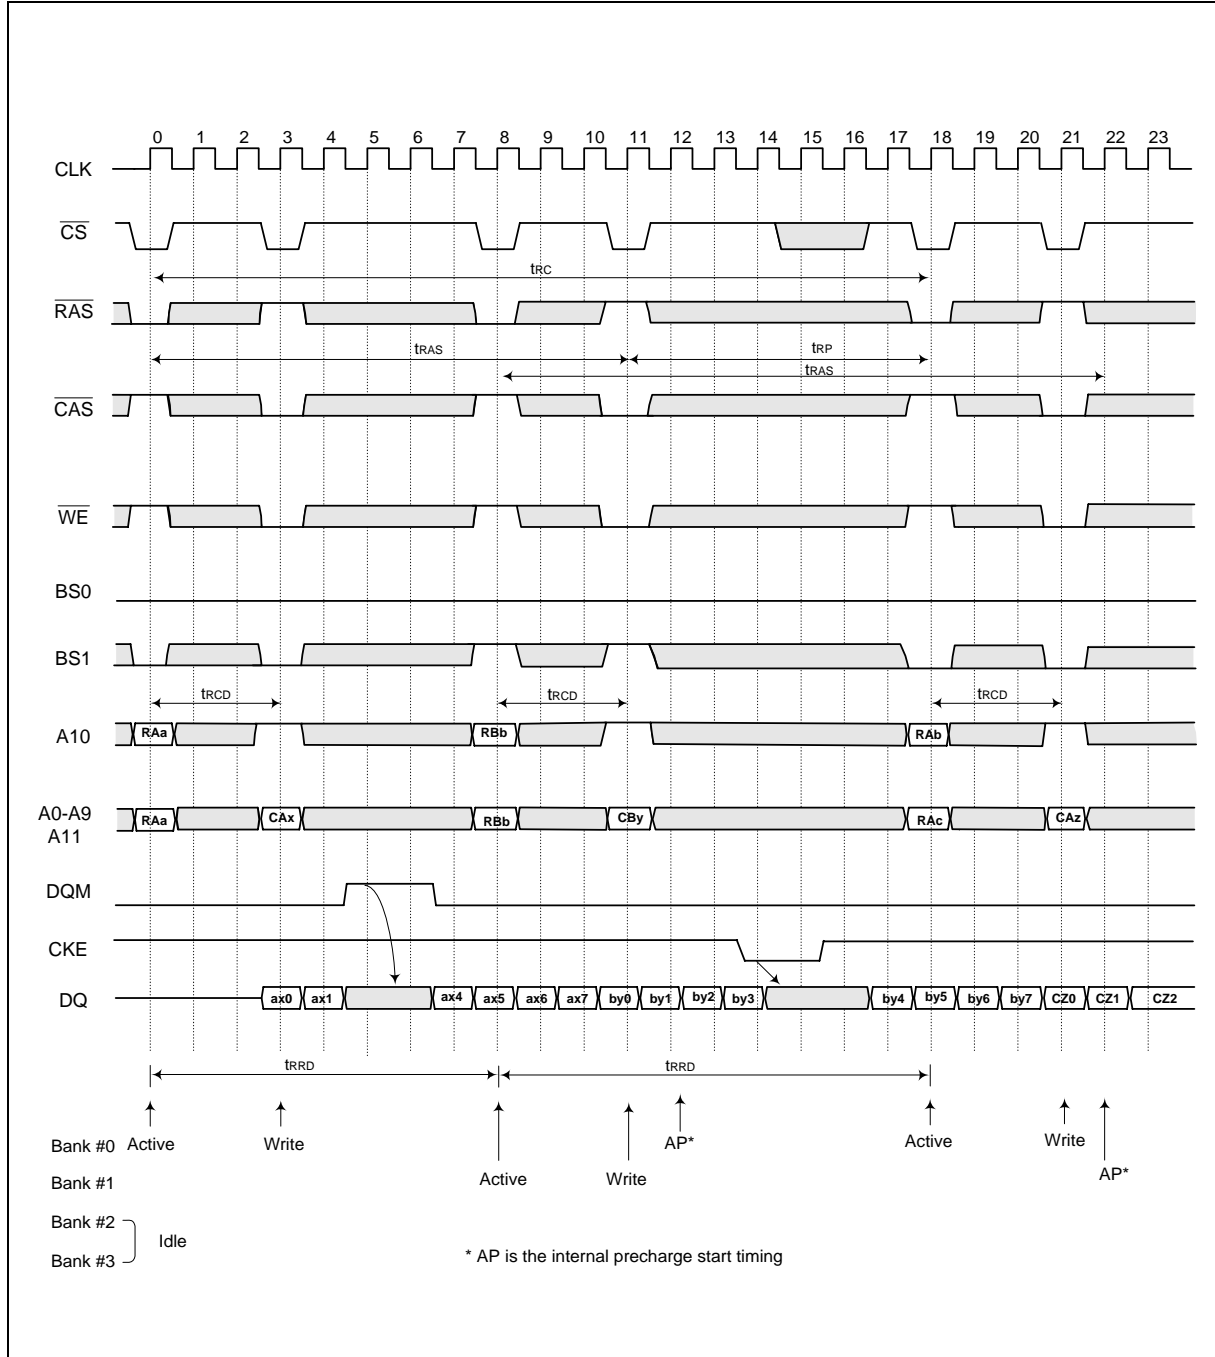 0 1 2 3 4 5 6 7 8 9 10 11 12 13 14 15 16 17 18 19 20 21 22 23
CLK
CS
tRC
RAS
tRAS tRP
tRAS
CAS
WE
BS0
BS1
tRCD tRCD tRCD
A10 RAa RBb RAb
A0-A9 RAa CAx RBb CBy RAc CAz
A11
DQM
CKE
DQ ax0 ax1 ax4 ax5 ax6 ax7 by0 by1 by2 by3 by4 by5 by6 by7 CZ0 CZ1 CZ2
tRRD tRRD
Bank #0 Active Write AP* Active Write
Bank #1 Active Write AP*
Bank #2
Idle
Bank #3
* AP is the internal precharge start timing